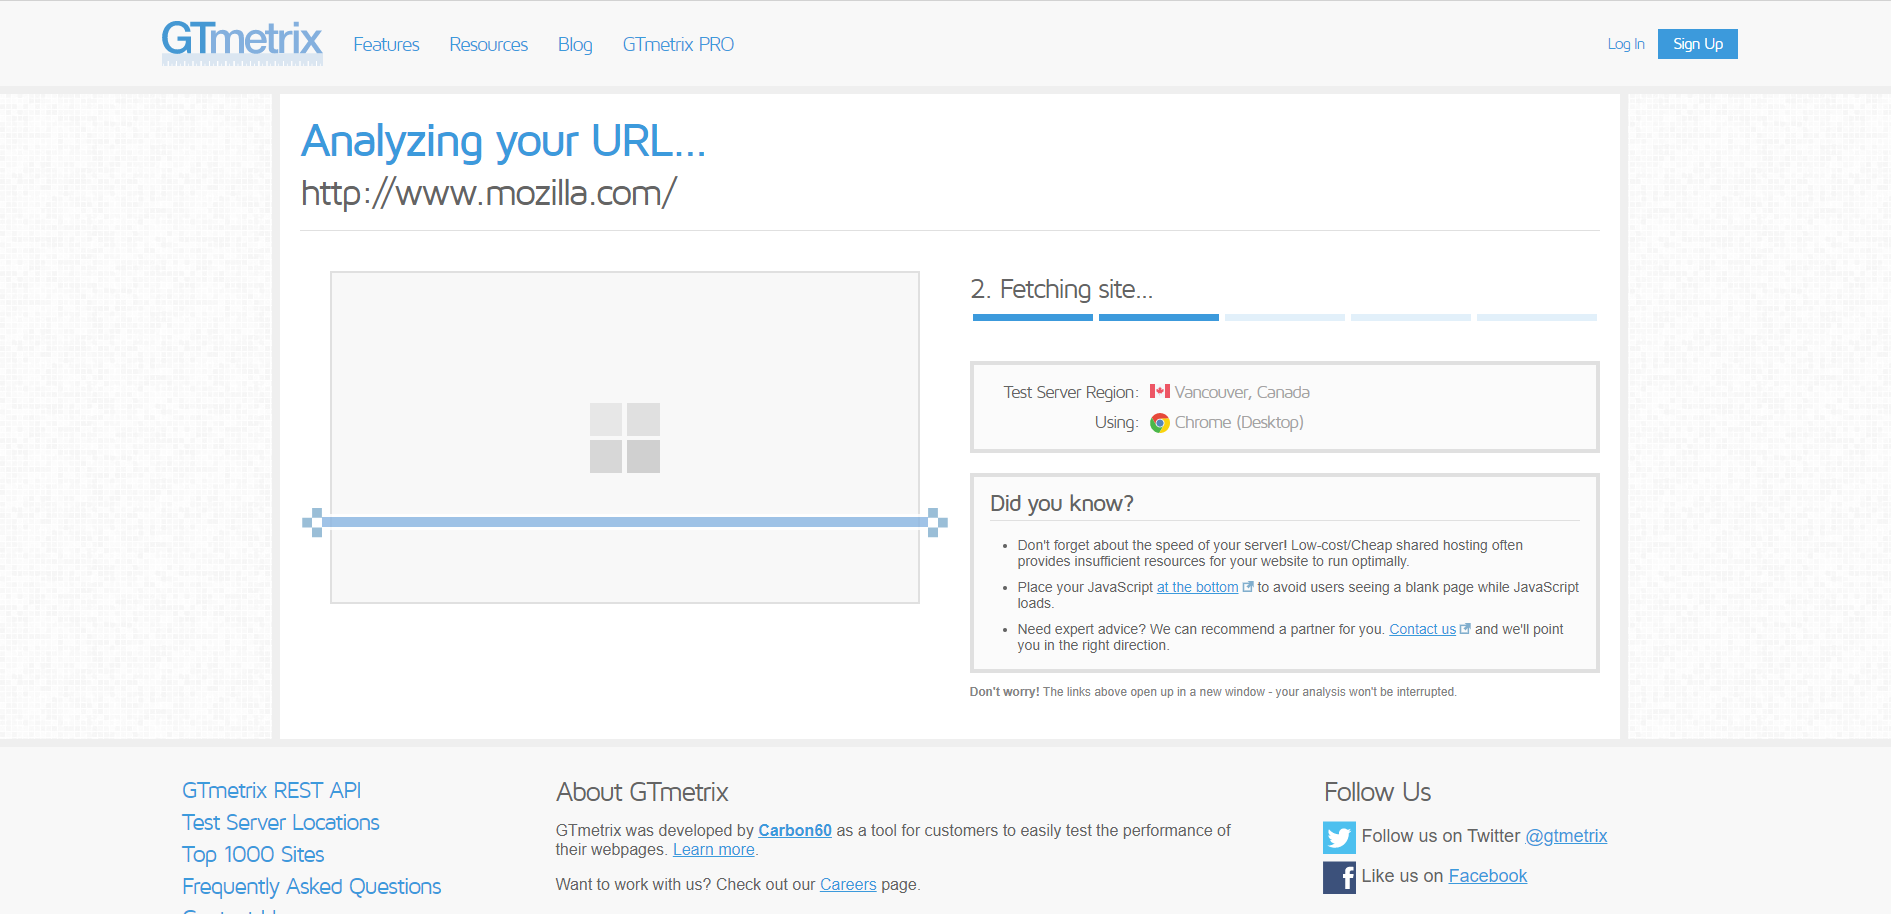 GTmetrix
Features
Resources
Blog
GTmetrix PRO
Log In
Sign Up
Analyzing your URL...
http://www.mozilla.com/
2. Fetching site...
Test Server Region: Vancouver, Canada
Using: Chrome (Desktop)
Did you know?
• Don't forget about the speed of your server! Low-cost/Cheap shared hosting often
provides insufficient resources for your website to run optimally.
• Place your JavaScript at the bottom to avoid users seeing a blank page while JavaScript
loads.
• Need expert advice? We can recommend a partner for you. Contact us and we'll point
you in the right direction.
Don't worry! The links above open up in a new window - your analysis won't be interrupted.
GTmetrix REST API
Test Server Locations
Top 1000 Sites
Frequently Asked Questions
About GTmetrix
GTmetrix was developed by Carbon60 as a tool for customers to easily test the performance of
their webpages. Learn more.
Want to work with us? Check out our Careers page.
Follow Us
Follow us on Twitter @gtmetrix
Like us on Facebook